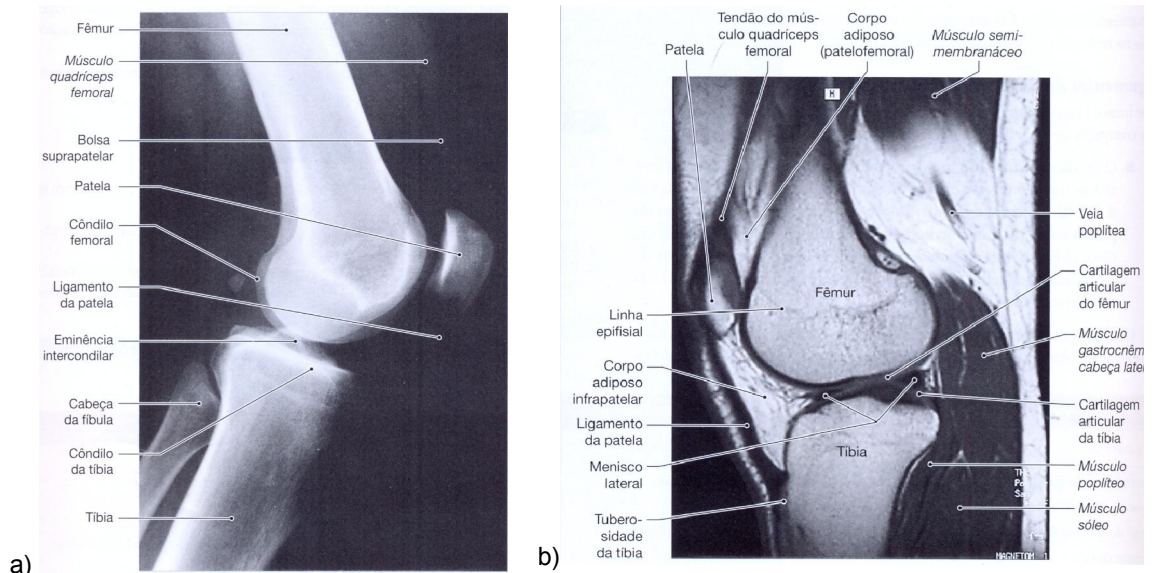 Fêmur
Músculo
quadríceps
femoral
Bolsa
suprapatelar
Patela
Côndilo
femoral
Ligamento
da patela
Eminência
intercondilar
Cabeça
da fíbula
Côndilo
da tíbia
Tíbia
a)
Patela
Tendão do mús-
culo quadríceps
femoral
Corpo
adiposo
(patelofemoral)
Músculo semi-
membranáceo
H
Veia
poplítea
Cartilagem
articular
do fêmur
Músculo
gastrocnêm
cabeça late
Cartilagem
articular
da tíbia
Músculo
poplíteo
Músculo
sóleo
Fêmur
Tíbia
Linha
epifisial
Corpo
adiposo
infrapatelar
Ligamento
da patela
Menisco
lateral
Tubero-
sidade
da tíbia
MAGNETOM 1
b)